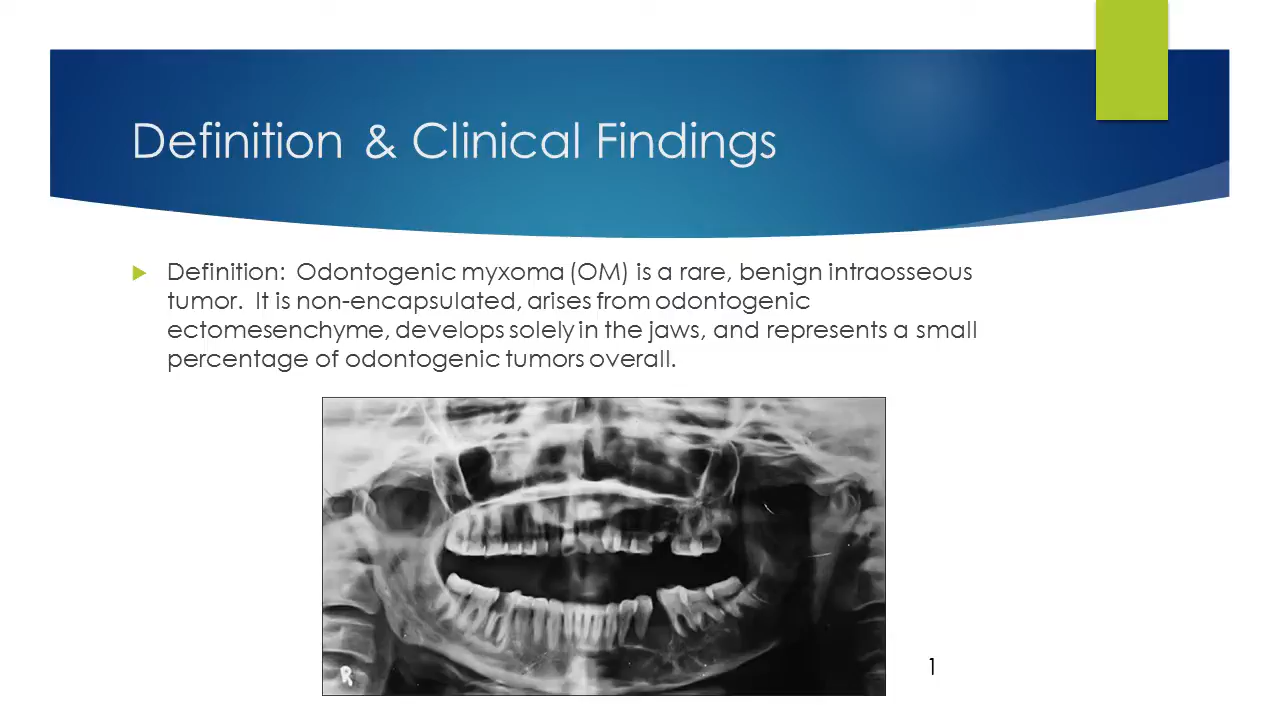 Definition & Clinical Findings
Definition: Odontogenic myxoma (OM) is a rare, benign intraosseous
tumor. It is non-encapsulated, arises from odontogenic
ectomesenchyme, develops solely in the jaws, and represents a small
percentage of odontogenic tumors overall.
R
1